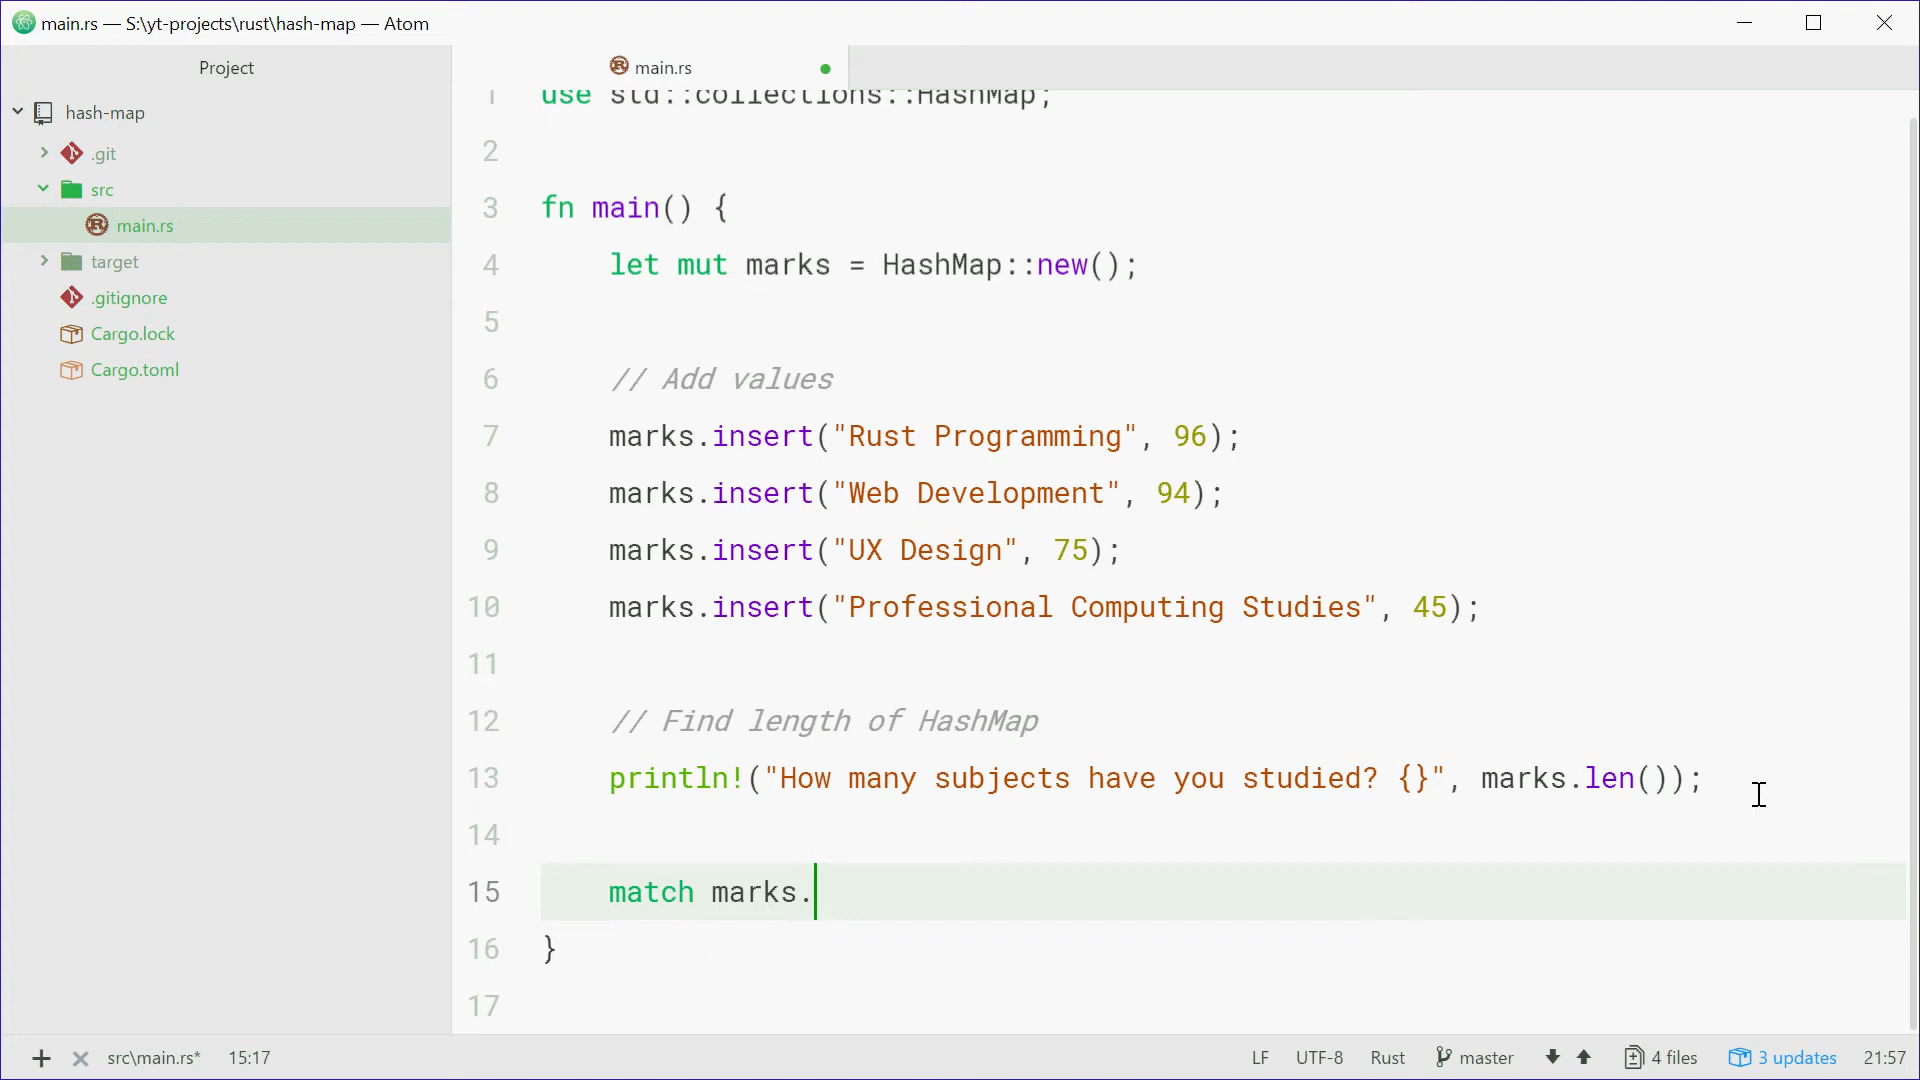 main.rs — S:\yt-projects\rust\hash-map — Atom
Project
main.rs
hash-map
.git
src
main.rs
target
.gitignore
Cargo.lock
Cargo.toml
1 use std::collections::HashMap;
2
3 fn main() {
4 let mut marks = HashMap::new();
5
6 // Add values
7 marks.insert("Rust Programming", 96);
8 marks.insert("Web Development", 94);
9 marks.insert("UX Design", 75);
10 marks.insert("Professional Computing Studies", 45);
11
12 // Find length of HashMap
13 println!("How many subjects have you studied? {}", marks.len());
14
15 match marks.
16 }
17
src\main.rs* 15:17 LF UTF-8 Rust master 4 files 3 updates 21:57